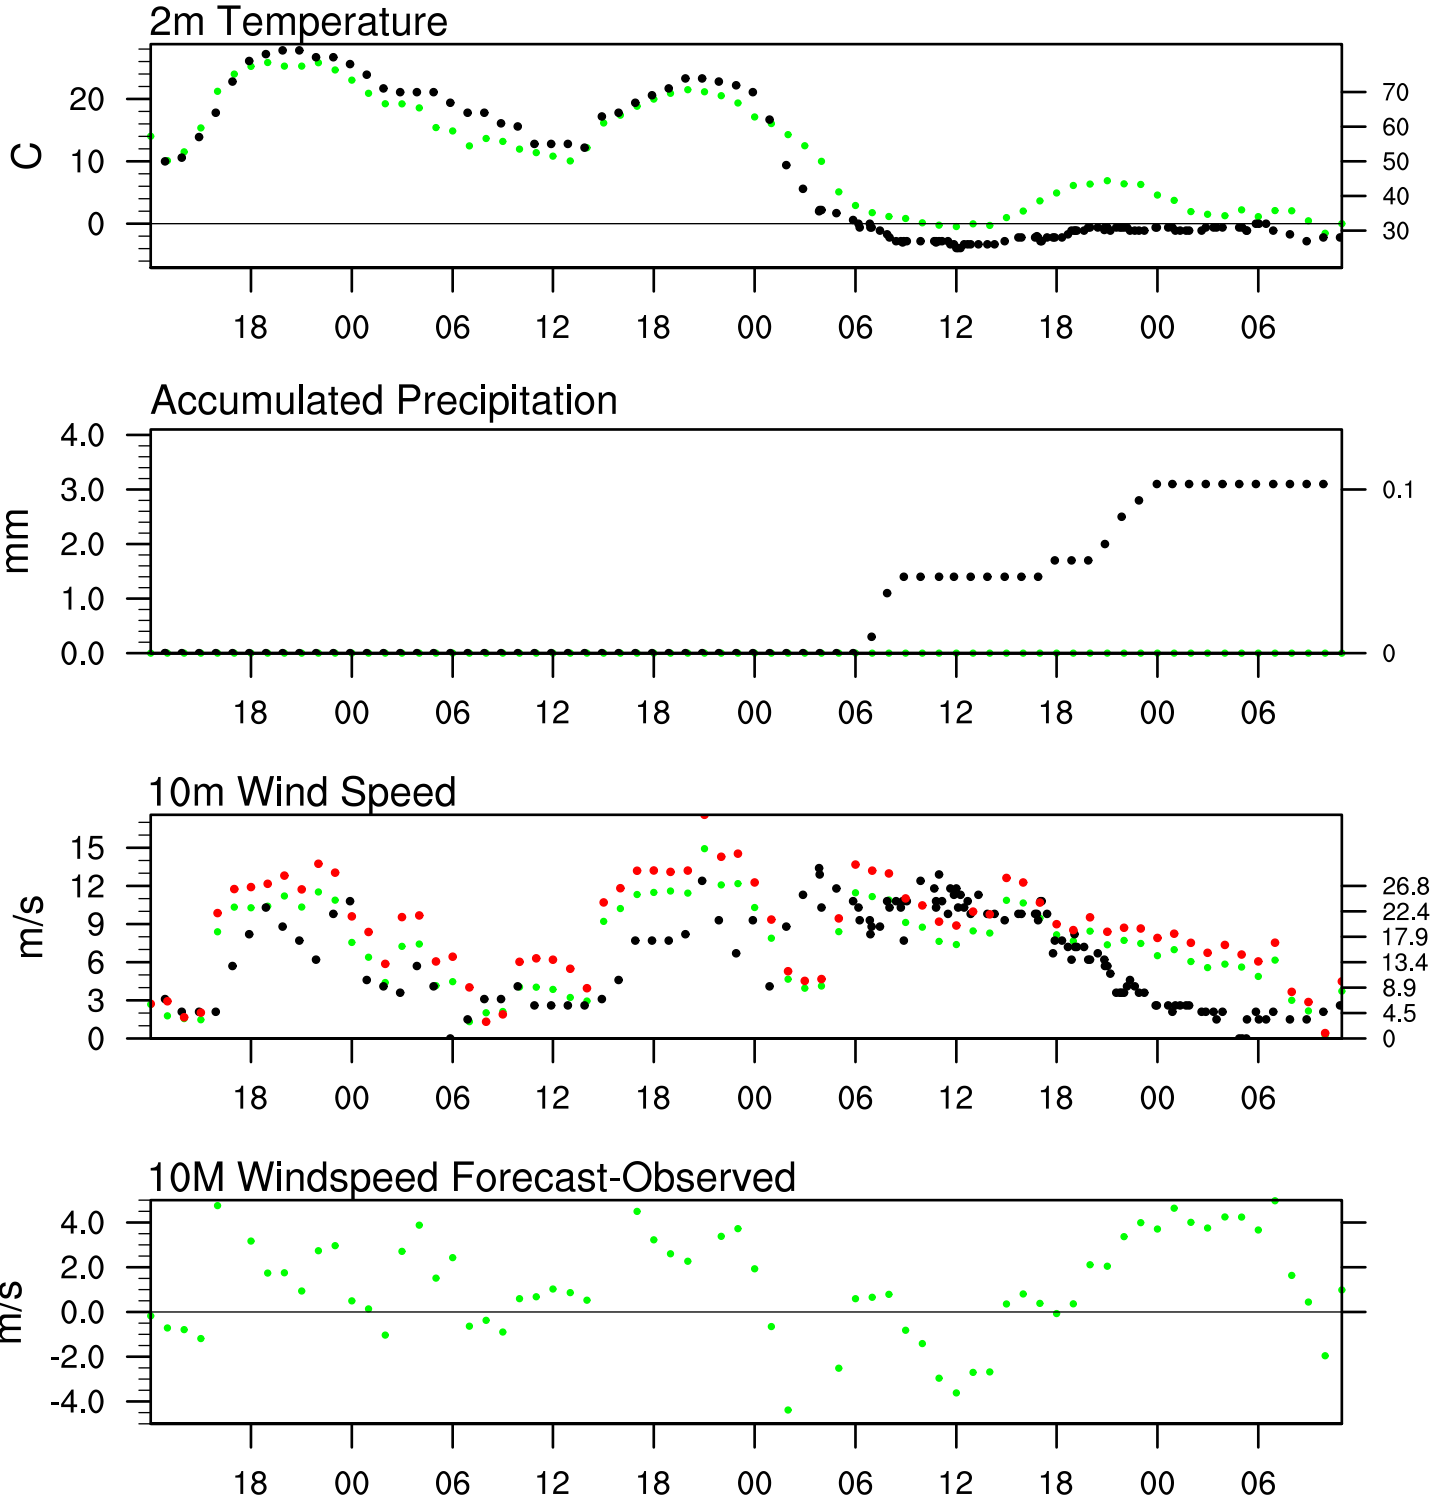 2m Temperature
C
20
10
0
70
60
50
40
30
18 00 06 12 18 00 06 12 18 00 06
Accumulated Precipitation
mm
4.0
3.0
2.0
1.0
0.0
0.1
0
18 00 06 12 18 00 06 12 18 00 06
10m Wind Speed
m/s
15
12
9
6
3
0
26.8
22.4
17.9
13.4
8.9
4.5
0
18 00 06 12 18 00 06 12 18 00 06
10M Windspeed Forecast-Observed
m/s
4.0
2.0
0.0
-2.0
-4.0
18 00 06 12 18 00 06 12 18 00 06